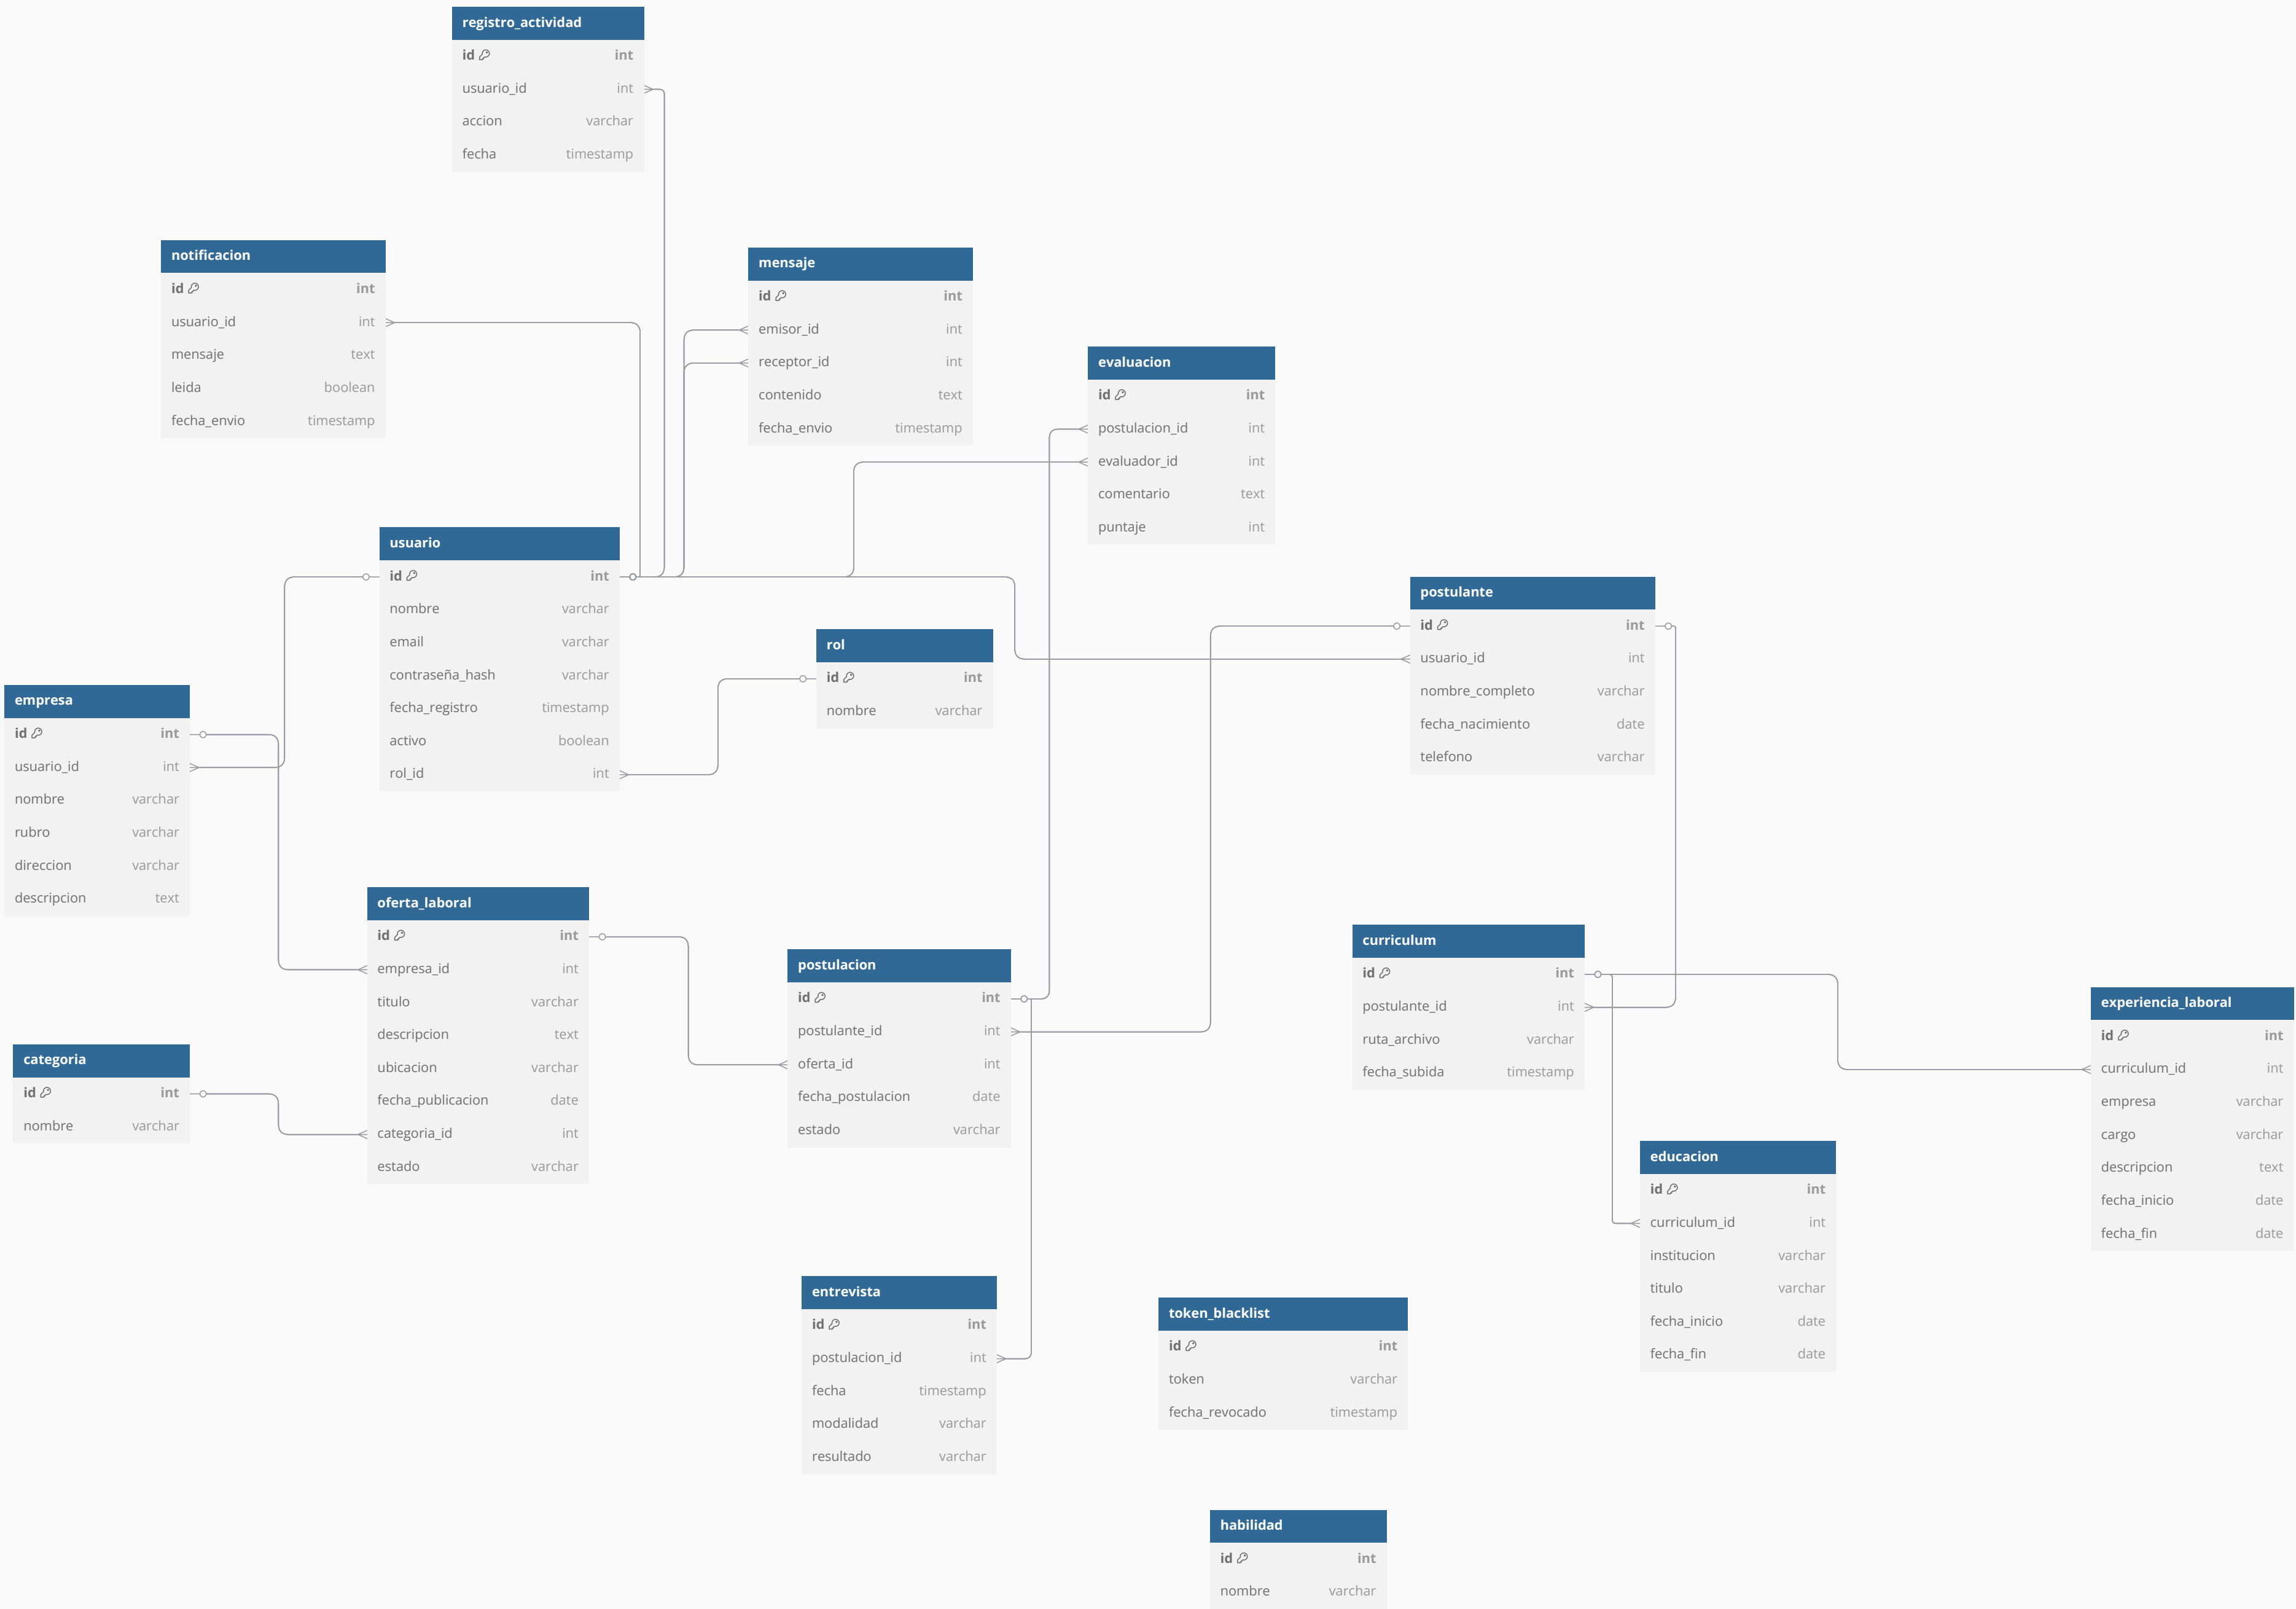 registro_actividad
id int
usuario_id int
accion varchar
fecha timestamp
notificacion
id int
usuario_id int
mensaje text
leida boolean
fecha_envio timestamp
mensaje
id int
emisor_id int
receptor_id int
contenido text
fecha_envio timestamp
evaluacion
id int
postulacion_id int
evaluador_id int
comentario text
puntaje int
usuario
id int
nombre varchar
email varchar
contraseña_hash varchar
fecha_registro timestamp
activo boolean
rol_id int
rol
id int
nombre varchar
postulante
id int
usuario_id int
nombre_completo varchar
fecha_nacimiento date
telefono varchar
empresa
id int
usuario_id int
nombre varchar
rubro varchar
direccion varchar
descripcion text
oferta_laboral
id int
empresa_id int
titulo varchar
descripcion text
ubicacion varchar
fecha_publicacion date
categoria_id int
estado varchar
categoria
id int
nombre varchar
postulacion
id int
postulante_id int
oferta_id int
fecha_postulacion date
estado varchar
curriculum
id int
postulante_id int
ruta_archivo varchar
fecha_subida timestamp
experiencia_laboral
id int
curriculum_id int
empresa varchar
cargo varchar
descripcion text
fecha_inicio date
fecha_fin date
educacion
id int
curriculum_id int
institucion varchar
titulo varchar
fecha_inicio date
fecha_fin date
entrevista
id int
postulacion_id int
fecha timestamp
modalidad varchar
resultado varchar
token_blacklist
id int
token varchar
fecha_revocado timestamp
habilidad
id int
nombre varchar